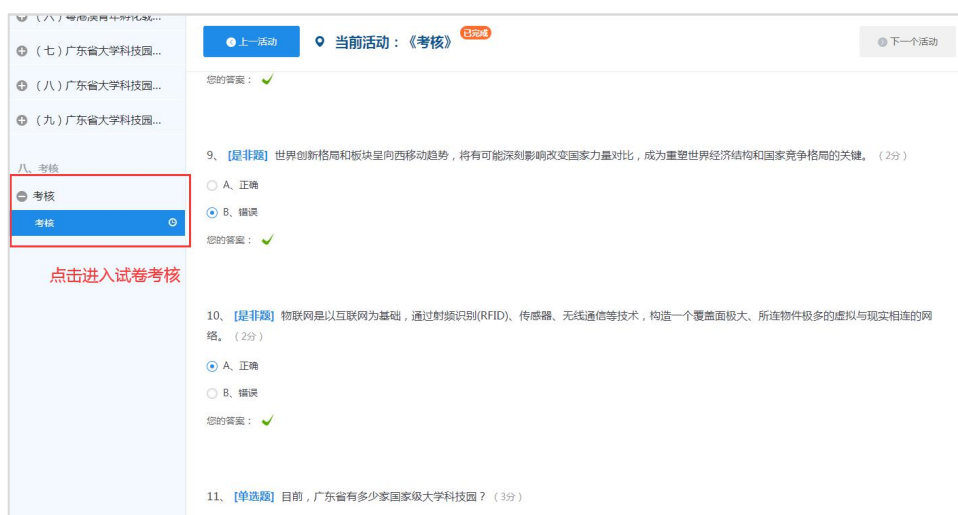 (六)粤港澳青年孵化载...
(七)广东省大学科技园...
(八)广东省大学科技园...
(九)广东省大学科技园...
八、考核
考核
考核
点击进入试卷考核
上一活动
当前活动:《考核》
已完成
下一个活动
您的答案:
9、 [是非题] 世界创新格局和板块呈向西移动趋势,将有可能深刻影响改变国家力量对比,成为重塑世界经济结构和国家竞争格局的关键。(2分)
A、正确
B、错误
您的答案:
10、 [是非题] 物联网是以互联网为基础,通过射频识别(RFID)、传感器、无线通信等技术,构造一个覆盖面极大、所连物件极多的虚拟与现实相连的网
络。(2分)
A、正确
B、错误
您的答案:
11、 [单选题] 目前,广东省有多少家国家级大学科技园?(3分)